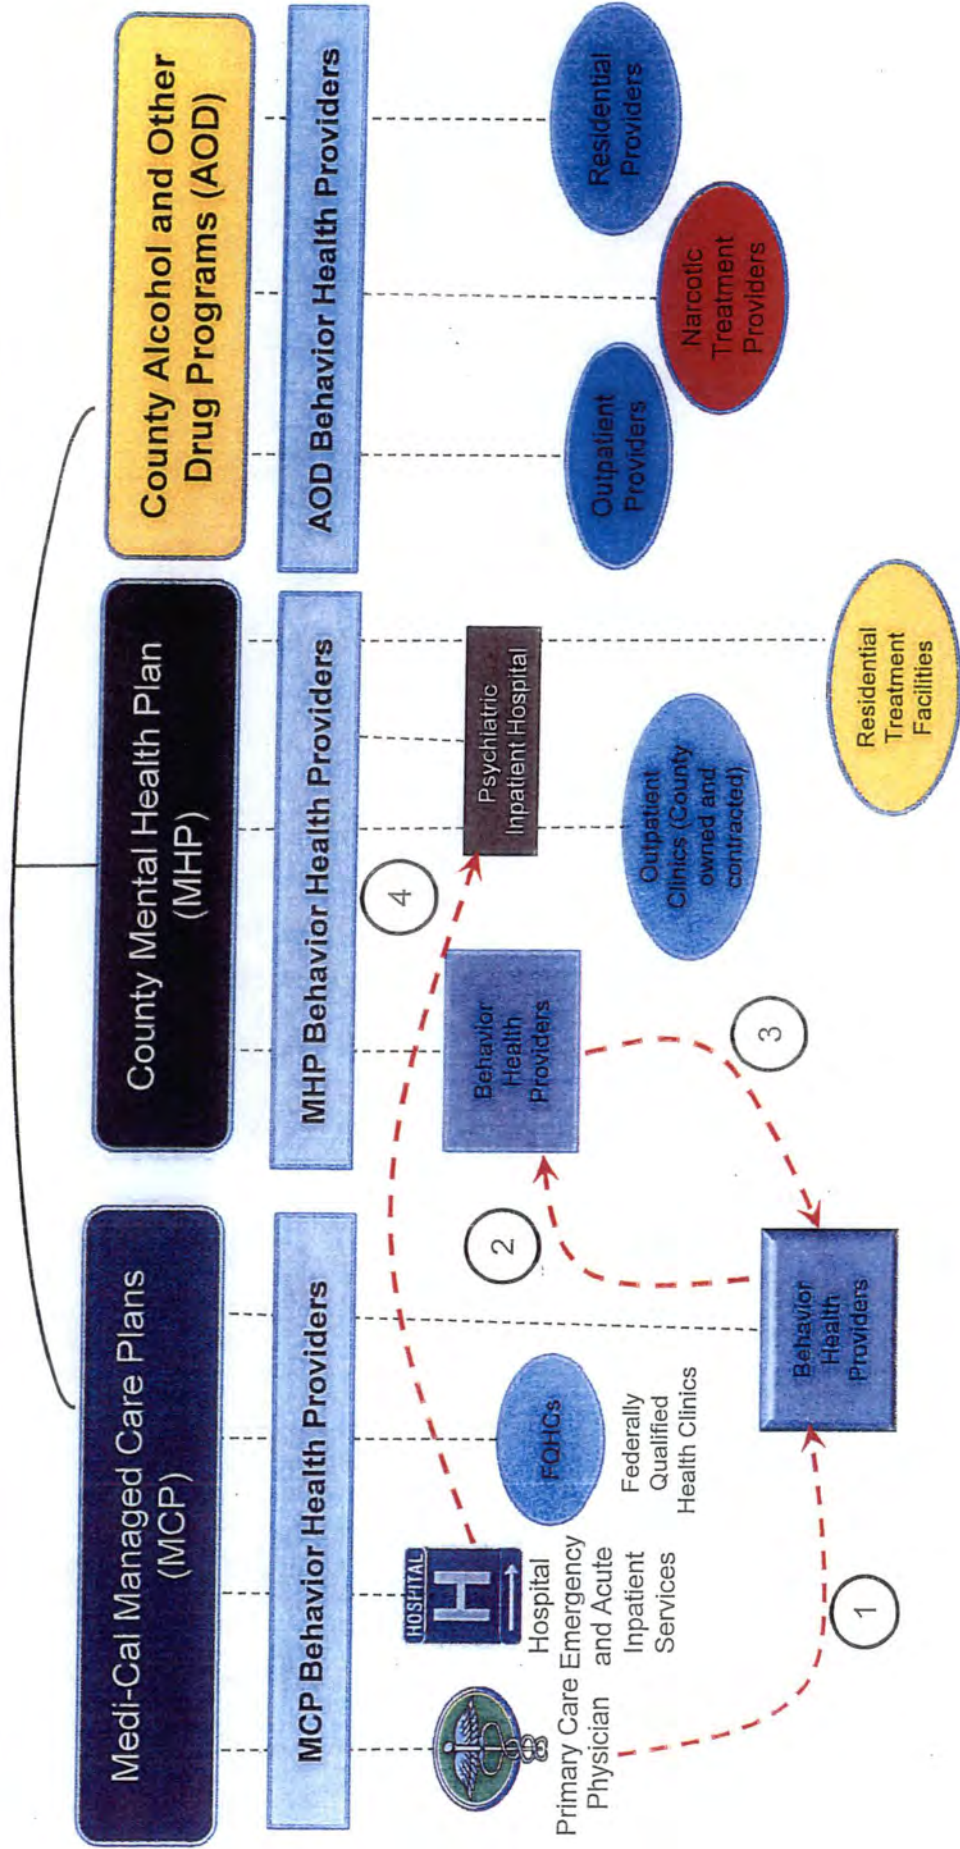 Medi-Cal Managed Care Plans
(MCP)
County Mental Health Plan
(MHP)
County Alcohol and Other
Drug Programs (AOD)
MCP Behavior Health Providers
MHP Behavior Health Providers
AOD Behavior Health Providers
Primary Care
Physician
HOSPITAL
H
Hospital
Emergency
and Acute
Inpatient
Services
FQHCs
Federally
Qualified
Health Clinics
Behavior
Health
Providers
Behavior
Health
Providers
Psychiatric
Inpatient Hospital
Outpatient
Clinics (County
owned and
contracted)
Residential
Treatment
Facilities
Outpatient
Providers
Narcotic
Treatment
Providers
Residential
Providers
1
2
3
4